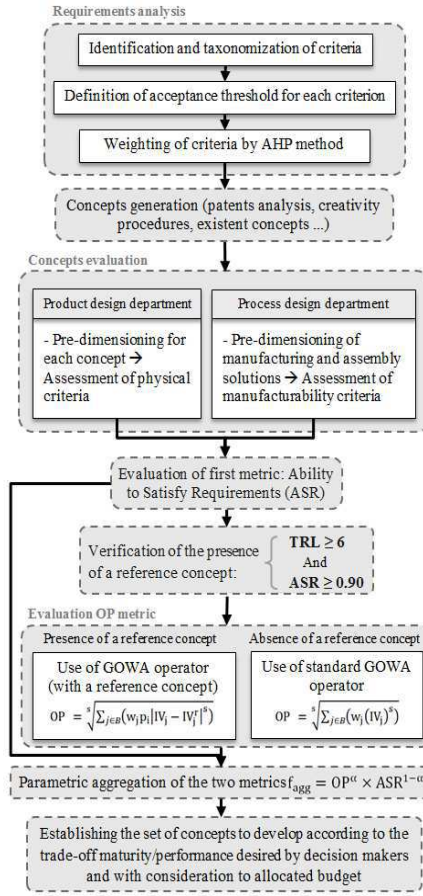 Requirements analysis
Identification and taxonomization of criteria
Definition of acceptance threshold for each criterion
Weighting of criteria by AHP method
Concepts generation (patents analysis, creativity
procedures, existent concepts ...)
Concepts evaluation
Product design department
- Pre-dimensioning for
each concept →
Assessment of physical
criteria
Process design department
- Pre-dimensioning of
manufacturing and assembly
solutions → Assessment of
manufacturability criteria
Evaluation of first metric: Ability
to Satisfy Requirements (ASR)
Verification of the presence
of a reference concept:
TRL ≥ 6
And
ASR ≥ 0.90
Evaluation OP metric
Presence of a reference concept
Use of GOWA operator
(with a reference concept)
OP = ˢ√∑ⱼ∈B(wⱼpᵢ|IVⱼ − IVⱼʳ|ˢ)
Absence of a reference concept
Use of standard GOWA
operator
OP = ˢ√∑ⱼ∈B(wⱼ(IVⱼ)ˢ)
Parametric aggregation of the two metrics f_agg = OP^α × ASR^1−α
Establishing the set of concepts to develop according to the
trade-off maturity/performance desired by decision makers
and with consideration to allocated budget